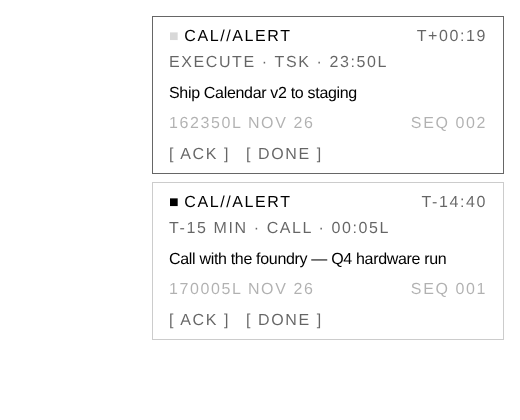 ■ CAL//ALERT T+00:19
EXECUTE · TSK · 23:50L
Ship Calendar v2 to staging
162350L NOV 26 SEQ 002
[ ACK ] [ DONE ]
■ CAL//ALERT T-14:40
T-15 MIN · CALL · 00:05L
Call with the foundry — Q4 hardware run
170005L NOV 26 SEQ 001
[ ACK ] [ DONE ]